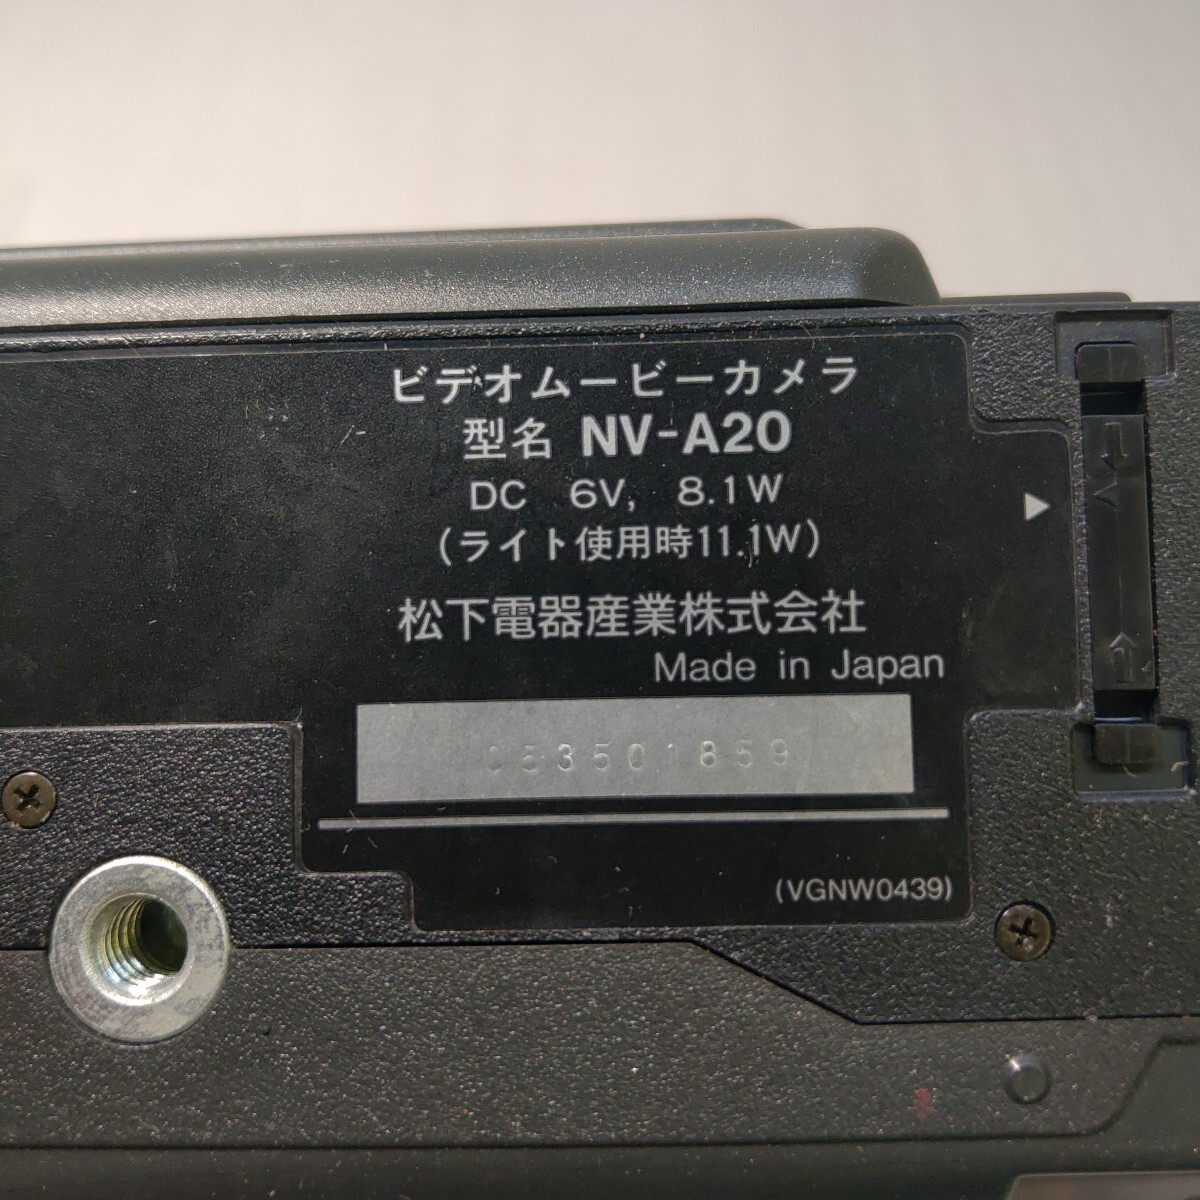 ビデオムービーカメラ
型名 NV-A20
DC 6V, 8.1W
(ライト使用時11.1W)
松下電器産業株式会社
Made in Japan
C53501859
(VGNW0439)